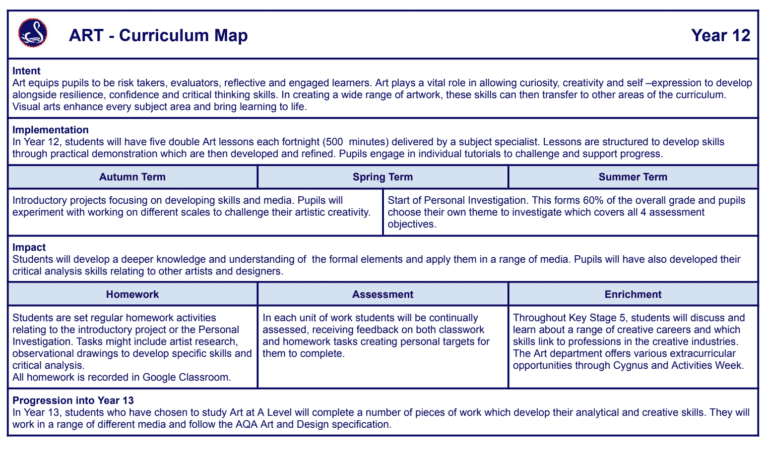 ART - Curriculum Map
Year 12
Intent
Art equips pupils to be risk takers, evaluators, reflective and engaged learners. Art plays a vital role in allowing curiosity, creativity and self –expression to develop
alongside resilience, confidence and critical thinking skills. In creating a wide range of artwork, these skills can then transfer to other areas of the curriculum.
Visual arts enhance every subject area and bring learning to life.
Implementation
In Year 12, students will have five double Art lessons each fortnight (500 minutes) delivered by a subject specialist. Lessons are structured to develop skills
through practical demonstration which are then developed and refined. Pupils engage in individual tutorials to challenge and support progress.
Autumn Term
Spring Term
Summer Term
Introductory projects focusing on developing skills and media. Pupils will
experiment with working on different scales to challenge their artistic creativity.
Start of Personal Investigation. This forms 60% of the overall grade and pupils
choose their own theme to investigate which covers all 4 assessment
objectives.
Impact
Students will develop a deeper knowledge and understanding of the formal elements and apply them in a range of media. Pupils will have also developed their
critical analysis skills relating to other artists and designers.
Homework
Assessment
Enrichment
Students are set regular homework activities
relating to the introductory project or the Personal
Investigation. Tasks might include artist research,
observational drawings to develop specific skills and
critical analysis.
All homework is recorded in Google Classroom.
In each unit of work students will be continually
assessed, receiving feedback on both classwork
and homework tasks creating personal targets for
them to complete.
Throughout Key Stage 5, students will discuss and
learn about a range of creative careers and which
skills link to professions in the creative industries.
The Art department offers various extracurricular
opportunities through Cygnus and Activities Week.
Progression into Year 13
In Year 13, students who have chosen to study Art at A Level will complete a number of pieces of work which develop their analytical and creative skills. They will
work in a range of different media and follow the AQA Art and Design specification.